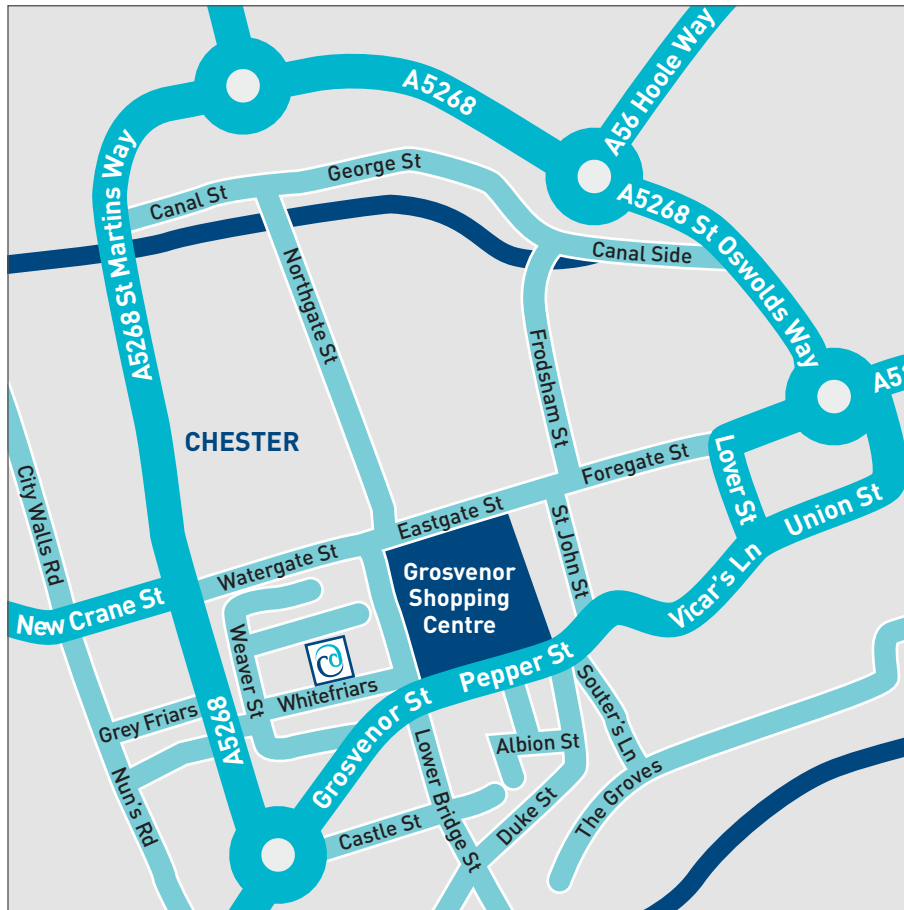 A5268
A56 Hoole Way
George St
Canal St
A5268 St Martins Way
A5268 St Oswolds Way
Canal Side
Northgate St
Frodsham St
CHESTER
Foregate St
Lover St
Union St
City Walls Rd
Eastgate St
St John St
Watergate St
Grosvenor
Shopping
Centre
Vicar's Ln
New Crane St
Weaver St
cd
Pepper St
Whitefriars
Grosvenor St
Souter's Ln
Grey Friars
A5268
Albion St
Lower Bridge St
Nun's Rd
The Groves
Duke St
Castle St